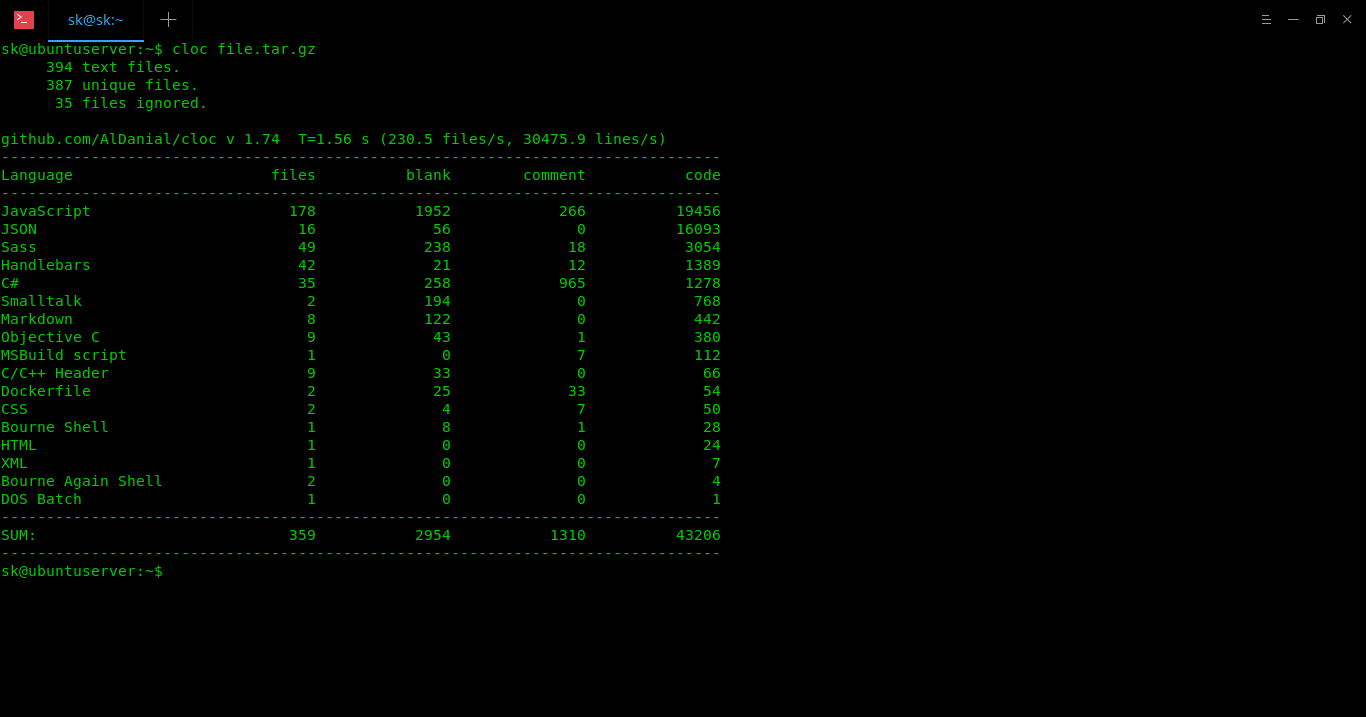 sk@sk:~
sk@ubuntuserver:~$ cloc file.tar.gz
     394 text files.
     387 unique files.
      35 files ignored.

github.com/AlDanial/cloc v 1.74  T=1.56 s (230.5 files/s, 30475.9 lines/s)
--------------------------------------------------------------------------------
Language                      files          blank        comment           code
--------------------------------------------------------------------------------
JavaScript                      178           1952            266          19456
JSON                             16             56              0          16093
Sass                             49            238             18           3054
Handlebars                       42             21             12           1389
C#                               35            258            965           1278
Smalltalk                         2            194              0            768
Markdown                          8            122              0            442
Objective C                       9             43              1            380
MSBuild script                    1              0              7            112
C/C++ Header                      9             33              0             66
Dockerfile                        2             25             33             54
CSS                               2              4              7             50
Bourne Shell                      1              8              1             28
HTML                              1              0              0             24
XML                               1              0              0              7
Bourne Again Shell                2              0              0              4
DOS Batch                         1              0              0              1
--------------------------------------------------------------------------------
SUM:                            359           2954           1310          43206
--------------------------------------------------------------------------------
sk@ubuntuserver:~$